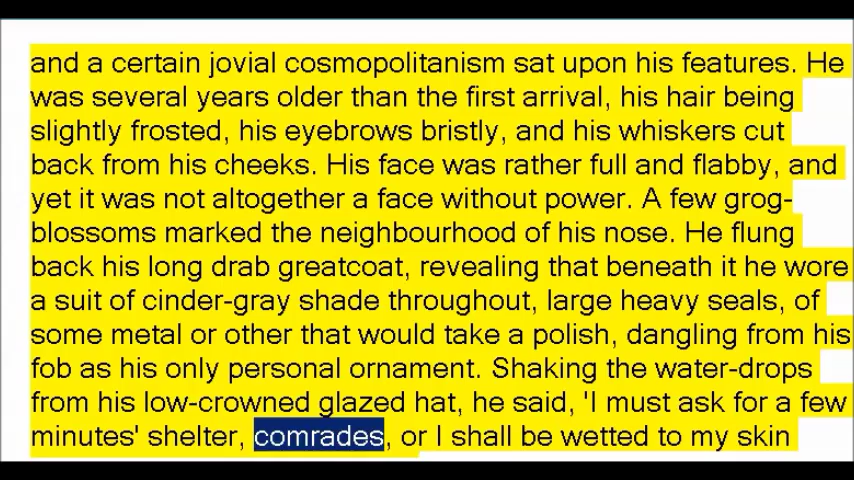 and a certain jovial cosmopolitanism sat upon his features. He
was several years older than the first arrival, his hair being
slightly frosted, his eyebrows bristly, and his whiskers cut
back from his cheeks. His face was rather full and flabby, and
yet it was not altogether a face without power. A few grog-
blossoms marked the neighbourhood of his nose. He flung
back his long drab greatcoat, revealing that beneath it he wore
a suit of cinder-gray shade throughout, large heavy seals, of
some metal or other that would take a polish, dangling from his
fob as his only personal ornament. Shaking the water-drops
from his low-crowned glazed hat, he said, 'I must ask for a few
minutes' shelter, comrades, or I shall be wetted to my skin